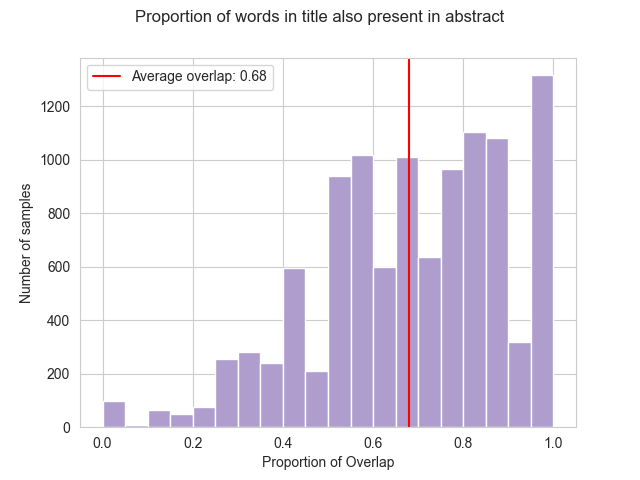 Proportion of words in title also present in abstract
Average overlap: 0.68
Number of samples
1200
1000
800
600
400
200
0
0.0 0.2 0.4 0.6 0.8 1.0
Proportion of Overlap